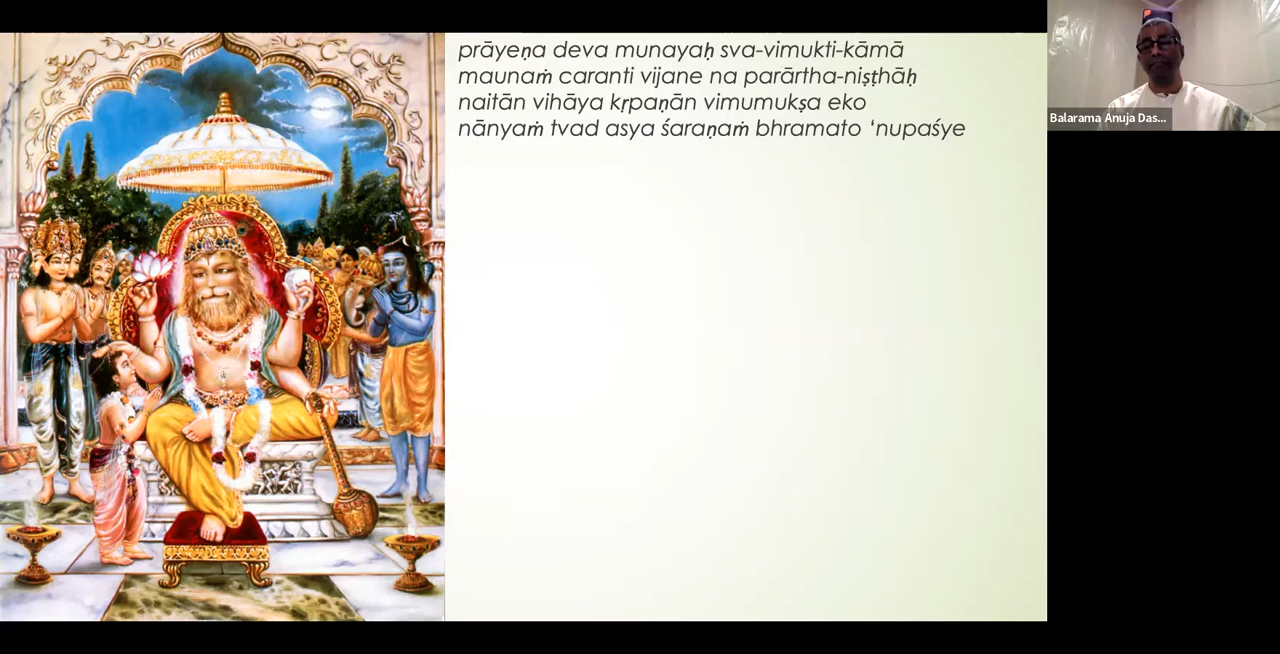 prāyeṇa deva munayaḥ sva-vimukti-kāmā
maunaṁ caranti vijane na parārtha-niṣṭhāḥ
naitān vihāya kṛpaṇān vimumukṣa eko
nānyaṁ tvad asya śaraṇaṁ bhramato ‘nupaśye
Balarama Anuja Das...